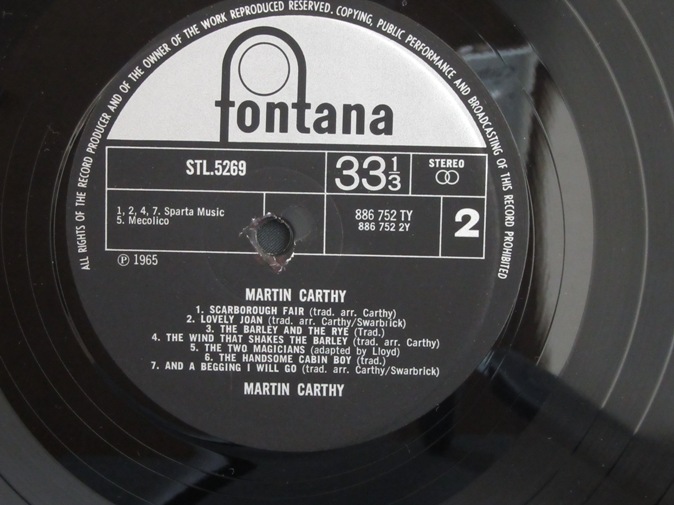 ALL RIGHTS OF THE RECORD PRODUCER AND OF THE OWNER OF THE WORK REPRODUCED RESERVED. COPYING, PUBLIC PERFORMANCE AND BROADCASTING OF THIS RECORD PROHIBITED
fontana
STL.5269
33 1/3
STEREO
1, 2, 4, 7. Sparta Music
5. Mecolico
886 752 TY
886 752 2Y
2
Ⓟ 1965
MARTIN CARTHY
1. SCARBOROUGH FAIR (trad. arr. Carthy)
2. LOVELY JOAN (trad. arr. Carthy/Swarbrick)
3. THE BARLEY AND THE RYE (Trad.)
4. THE WIND THAT SHAKES THE BARLEY (trad. arr. Carthy)
5. THE TWO MAGICIANS (adapted by Lloyd)
6. THE HANDSOME CABIN BOY (trad.)
7. AND A BEGGING I WILL GO (trad. arr. Carthy/Swarbrick)
MARTIN CARTHY